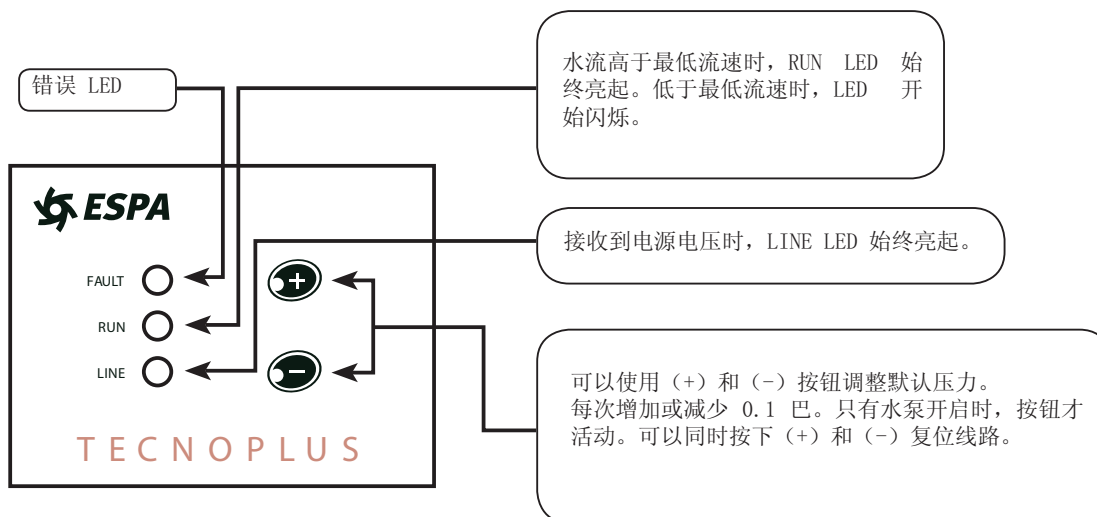 水流高于最低流速时，RUN LED 始
终亮起。低于最低流速时，LED 开
始闪烁。
错误 LED
ESPA
接收到电源电压时，LINE LED 始终亮起。
FAULT
RUN
LINE
可以使用（+）和（-）按钮调整默认压力。
每次增加或减少 0.1 巴。只有水泵开启时，按钮才
活动。可以同时按下（+）和（-）复位线路。
+
-
TECNOPLUS